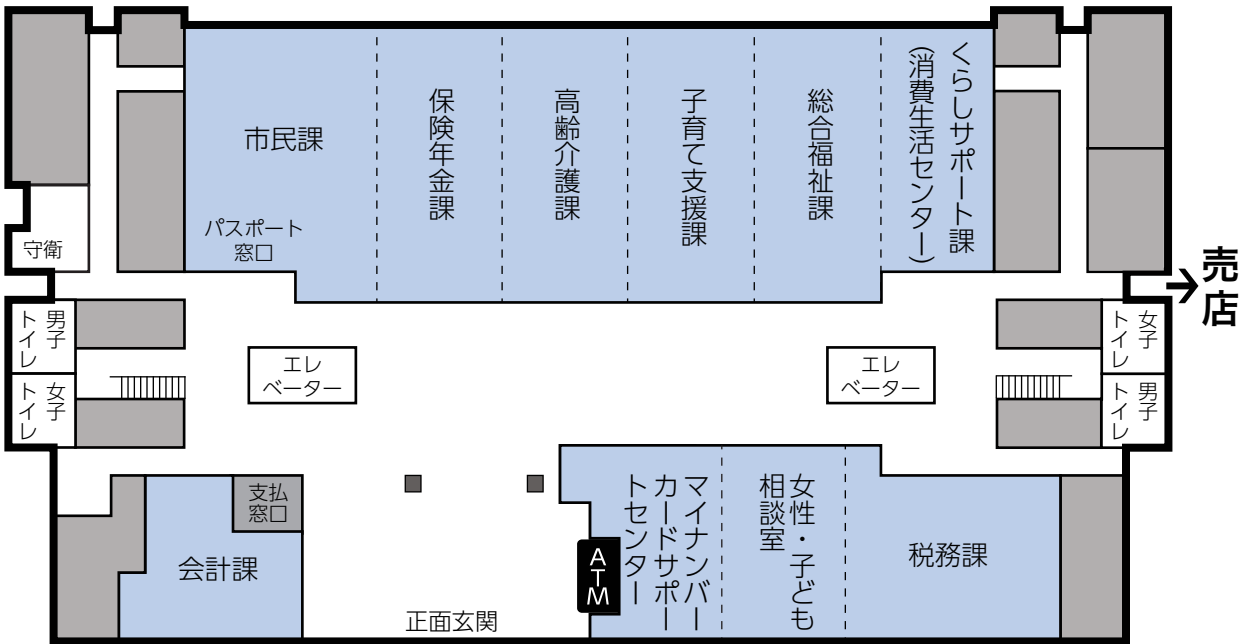 市民課
パスポート
窓口
保険年金課
高齢介護課
子育て支援課
総合福祉課
くらしサポート課
(消費生活センター)
守衛
→売店
男子
トイレ
女子
トイレ
エレ
ベーター
エレ
ベーター
女子
トイレ
男子
トイレ
支払
窓口
会計課
正面玄関
ATM
マイナンバー
カードサポー
トセンター
女性・子ども
相談室
税務課